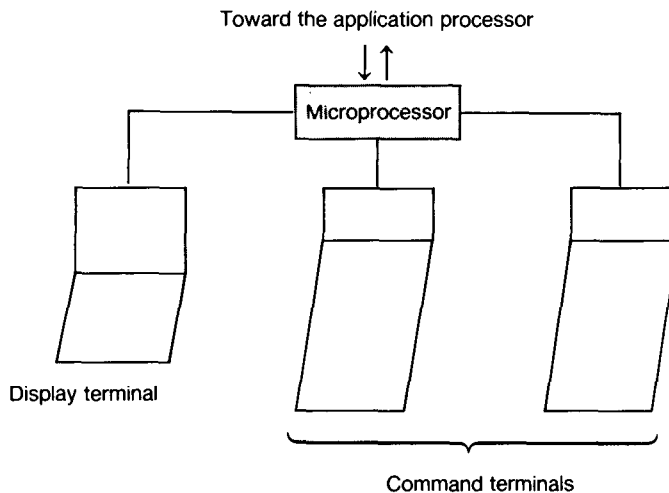 Toward the application processor
Microprocessor
Display terminal
Command terminals